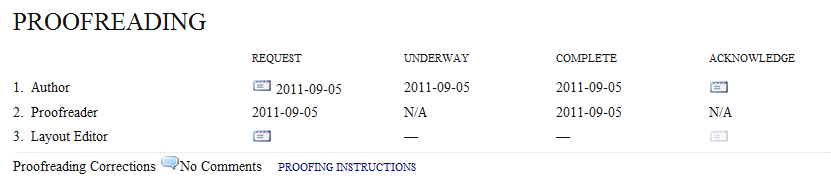 PROOFREADING
REQUEST UNDERWAY COMPLETE ACKNOWLEDGE
1. Author 2011-09-05 2011-09-05 2011-09-05
2. Proofreader 2011-09-05 N/A 2011-09-05 N/A
3. Layout Editor — —
Proofreading Corrections No Comments PROOFING INSTRUCTIONS